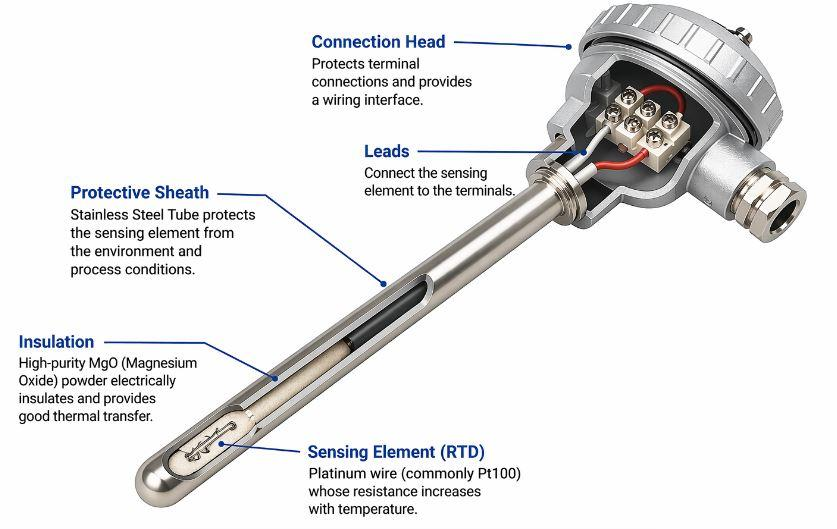 Connection Head
Protects terminal
connections and provides
a wiring interface.
Leads
Connect the sensing
element to the terminals.
Protective Sheath
Stainless Steel Tube protects
the sensing element from
the environment and
process conditions.
Insulation
High-purity MgO (Magnesium
Oxide) powder electrically
insulates and provides
good thermal transfer.
Sensing Element (RTD)
Platinum wire (commonly Pt100)
whose resistance increases
with temperature.